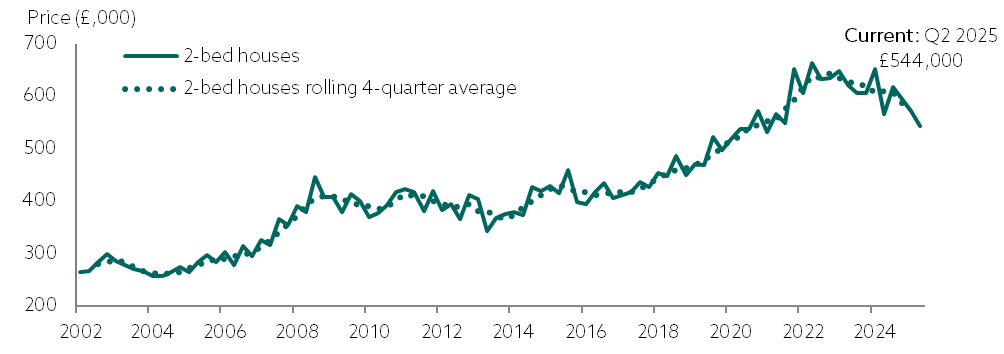 Price (£,000)
700
600
500
400
300
200
2-bed houses
2-bed houses rolling 4-quarter average
Current: Q2 2025
£544,000
2002 2004 2006 2008 2010 2012 2014 2016 2018 2020 2022 2024